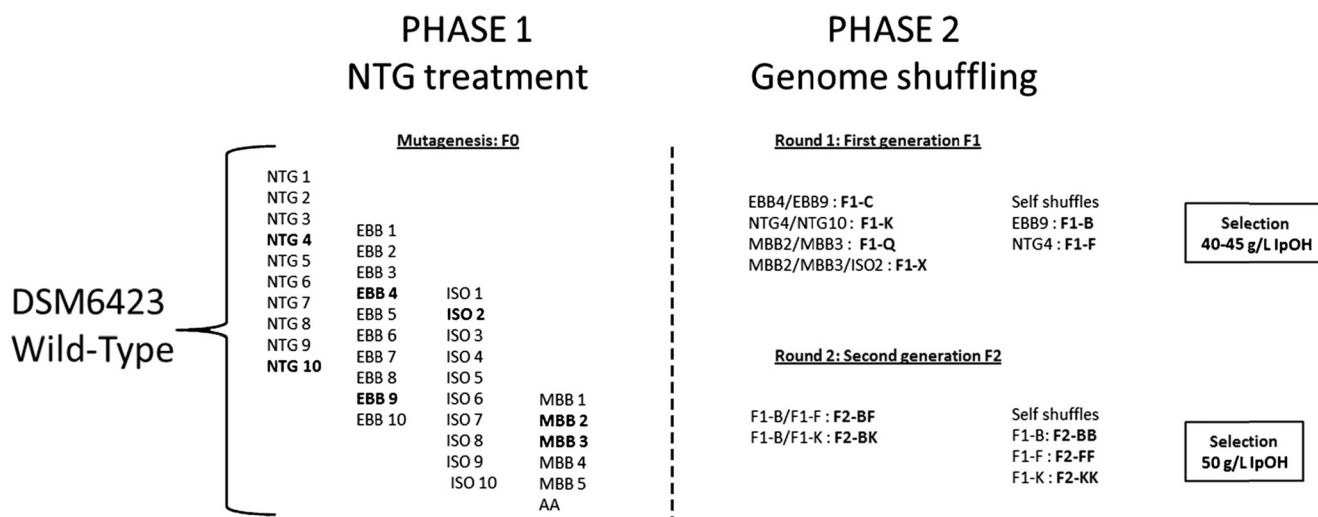 PHASE 1
NTG treatment
PHASE 2
Genome shuffling
DSM6423
Wild-Type
Mutagenesis: F0
NTG 1
NTG 2
NTG 3
NTG 4
NTG 5
NTG 6
NTG 7
NTG 8
NTG 9
NTG 10
EBB 1
EBB 2
EBB 3
EBB 4
EBB 5
EBB 6
EBB 7
EBB 8
EBB 9
EBB 10
ISO 1
ISO 2
ISO 3
ISO 4
ISO 5
ISO 6
ISO 7
ISO 8
ISO 9
ISO 10
MBB 1
MBB 2
MBB 3
MBB 4
MBB 5
AA
Round 1: First generation F1
EBB4/EBB9 : F1-C
NTG4/NTG10 : F1-K
MBB2/MBB3 : F1-Q
MBB2/MBB3/ISO2 : F1-X
Self shuffles
EBB9 : F1-B
NTG4 : F1-F
Selection
40-45 g/L IpOH
Round 2: Second generation F2
F1-B/F1-F : F2-BF
F1-B/F1-K : F2-BK
Self shuffles
F1-B: F2-BB
F1-F : F2-FF
F1-K : F2-KK
Selection
50 g/L IpOH